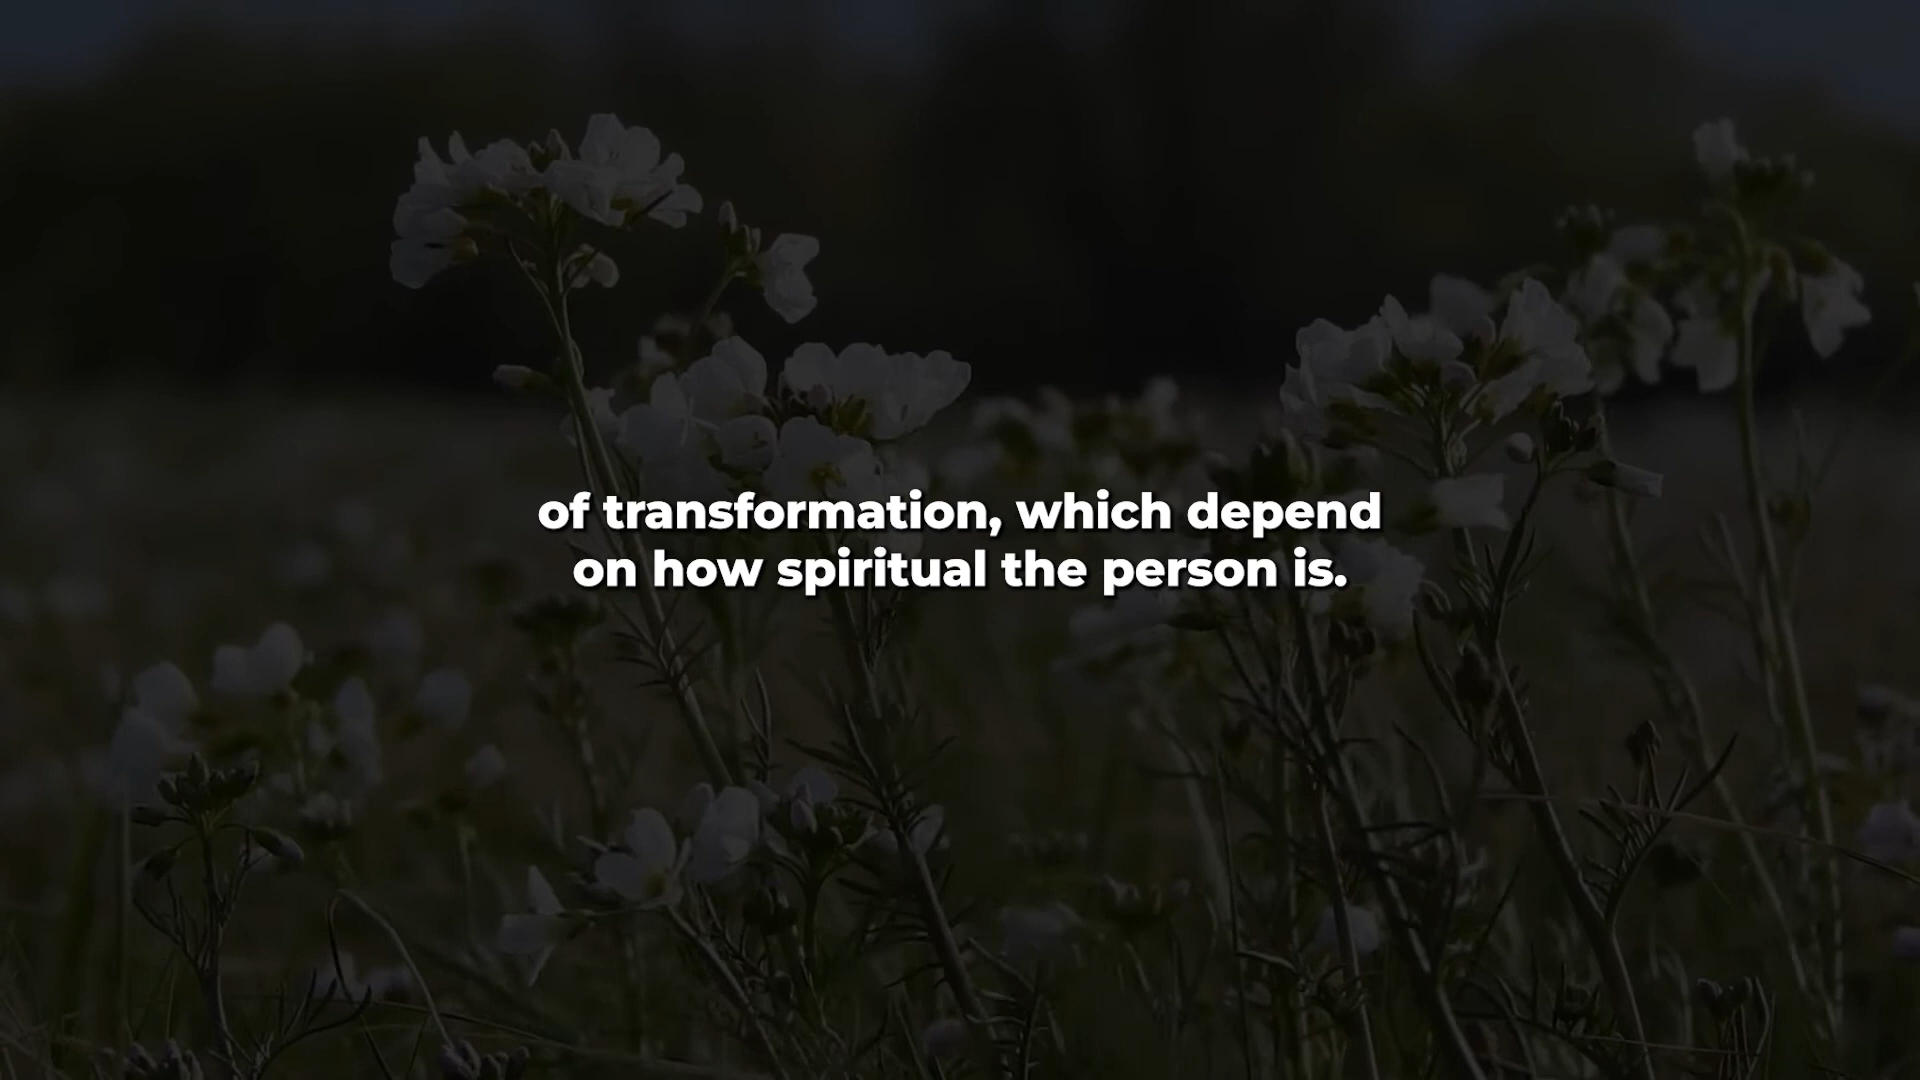 of transformation, which depend
on how spiritual the person is.